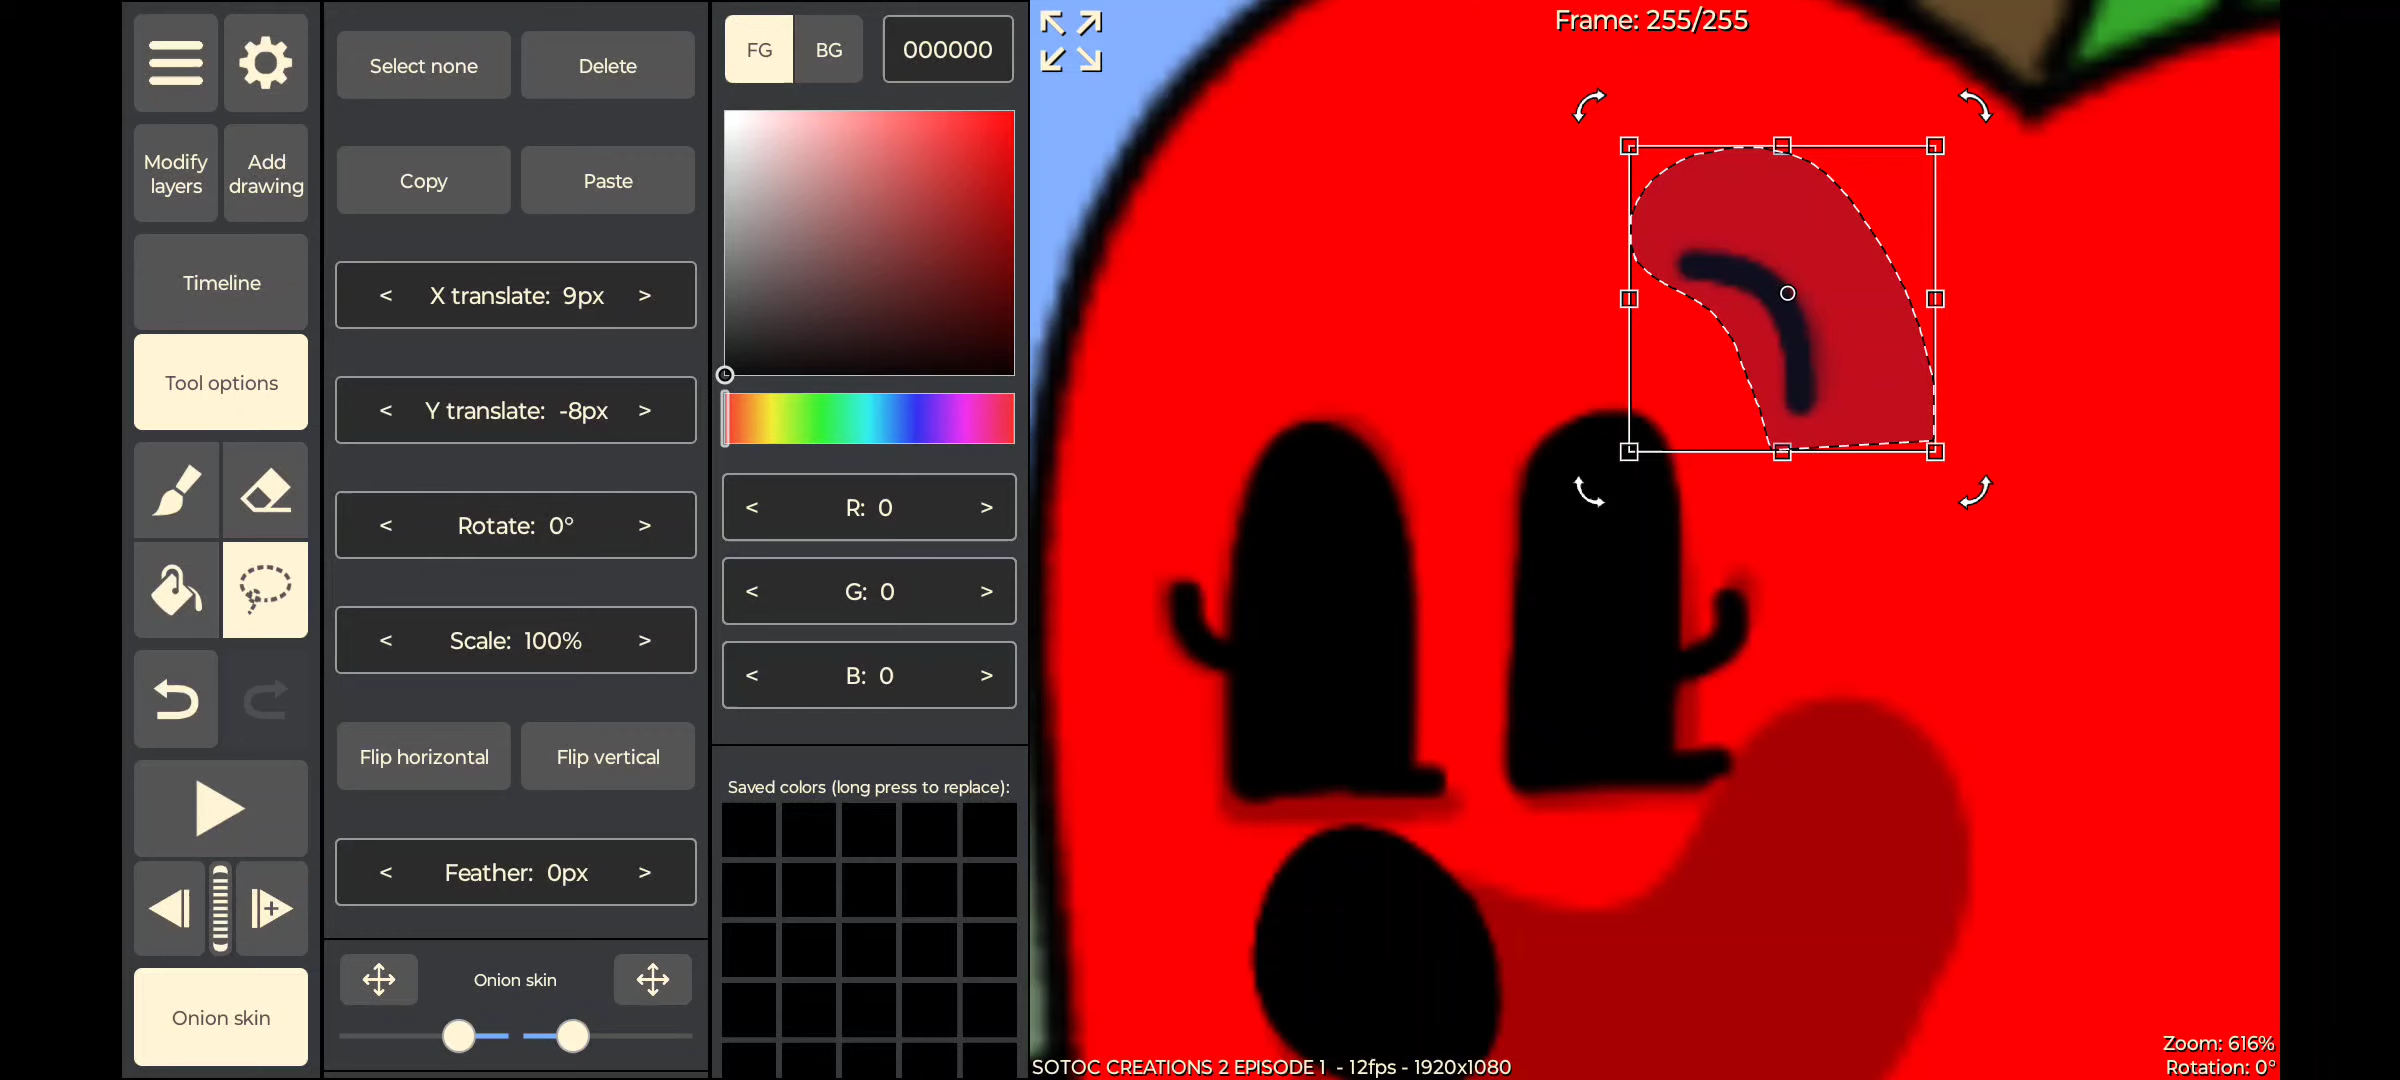 Modify
layers
Add
drawing
Timeline
Tool options
Onion skin
Select none
Delete
Copy
Paste
< X translate: 9px >
< Y translate: -8px >
< Rotate: 0° >
< Scale: 100% >
Flip horizontal
Flip vertical
< Feather: 0px >
Onion skin
FG
BG
000000
< R: 0 >
< G: 0 >
< B: 0 >
Saved colors (long press to replace):
Frame: 255/255
SOTOC CREATIONS 2 EPISODE 1 - 12fps - 1920x1080
Zoom: 616%
Rotation: 0°